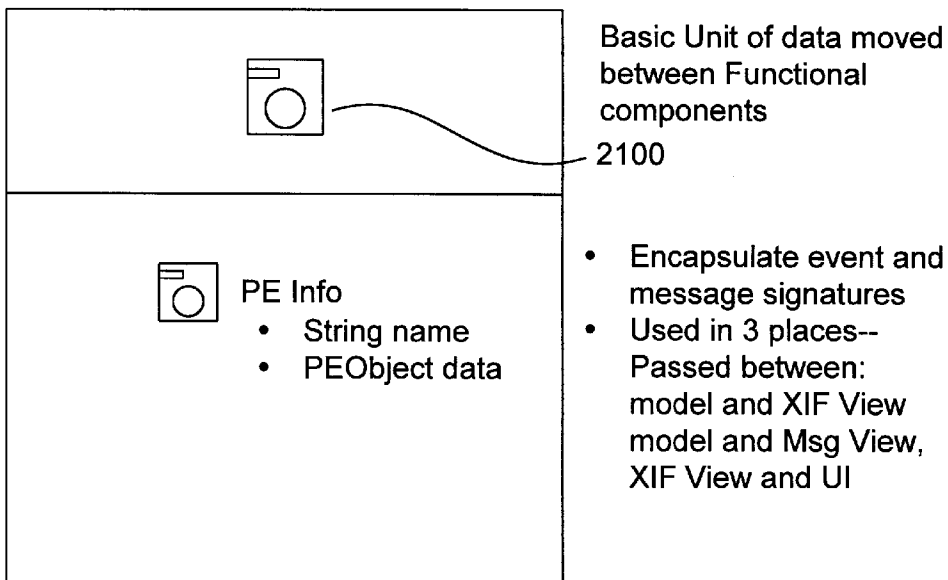 Basic Unit of data moved
between Functional
components
2100
PE Info
• String name
• PEObject data
• Encapsulate event and
message signatures
• Used in 3 places--
Passed between:
model and XIF View
model and Msg View,
XIF View and UI